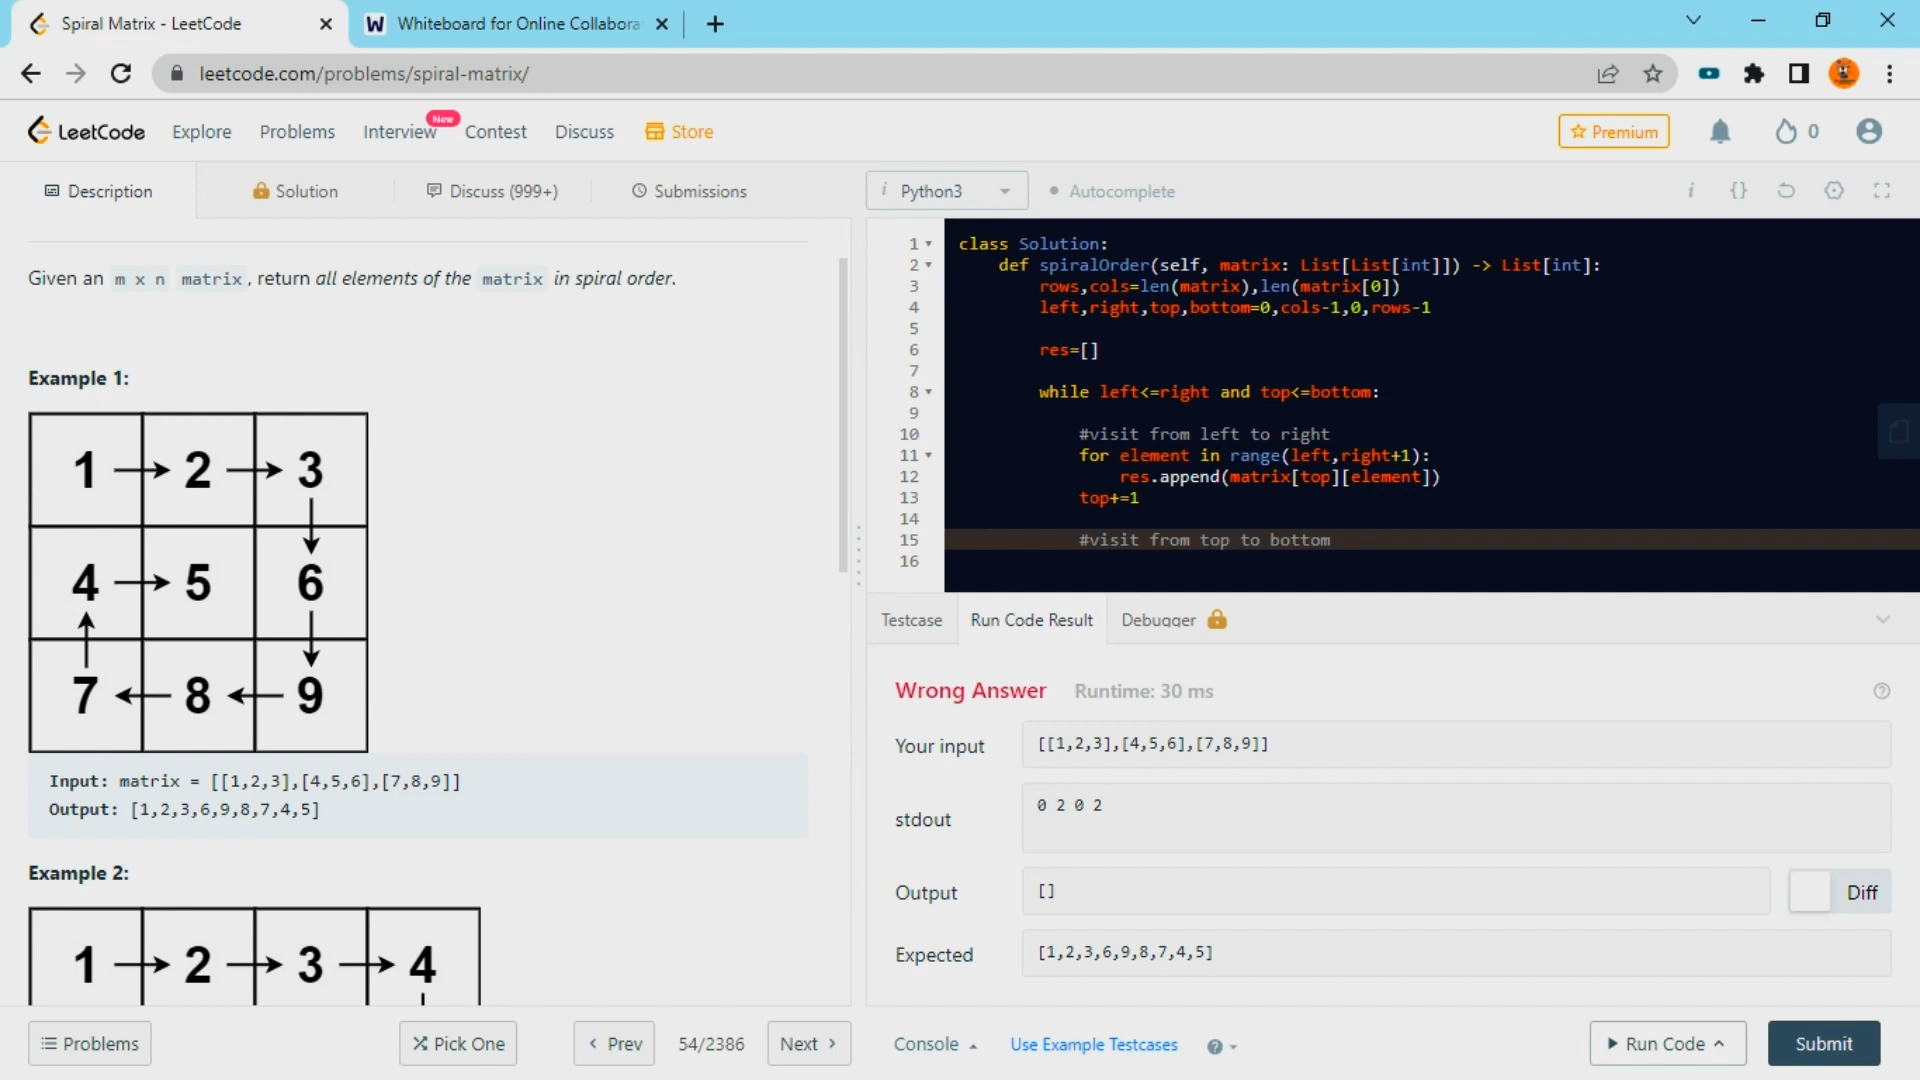 Spiral Matrix - LeetCode
Whiteboard for Online Collabora
leetcode.com/problems/spiral-matrix/
LeetCode
Explore
Problems
Interview
New
Contest
Discuss
Store
Premium
0
Description
Solution
Discuss (999+)
Submissions
Python3
Autocomplete
Given an m x n matrix, return all elements of the matrix in spiral order.
Example 1:
1 2 3
4 5 6
7 8 9
Input: matrix = [[1,2,3],[4,5,6],[7,8,9]]
Output: [1,2,3,6,9,8,7,4,5]
Example 2:
1 2 3 4
1 class Solution:
2 def spiralOrder(self, matrix: List[List[int]]) -> List[int]:
3 rows,cols=len(matrix),len(matrix[0])
4 left,right,top,bottom=0,cols-1,0,rows-1
5
6 res=[]
7
8 while left<=right and top<=bottom:
9
10 #visit from left to right
11 for element in range(left,right+1):
12 res.append(matrix[top][element])
13 top+=1
14
15 #visit from top to bottom
16
Testcase
Run Code Result
Debugger
Wrong Answer
Runtime: 30 ms
Your input
[[1,2,3],[4,5,6],[7,8,9]]
stdout
0 2 0 2
Output
[]
Diff
Expected
[1,2,3,6,9,8,7,4,5]
Problems
Pick One
Prev
54/2386
Next
Console
Use Example Testcases
Run Code
Submit